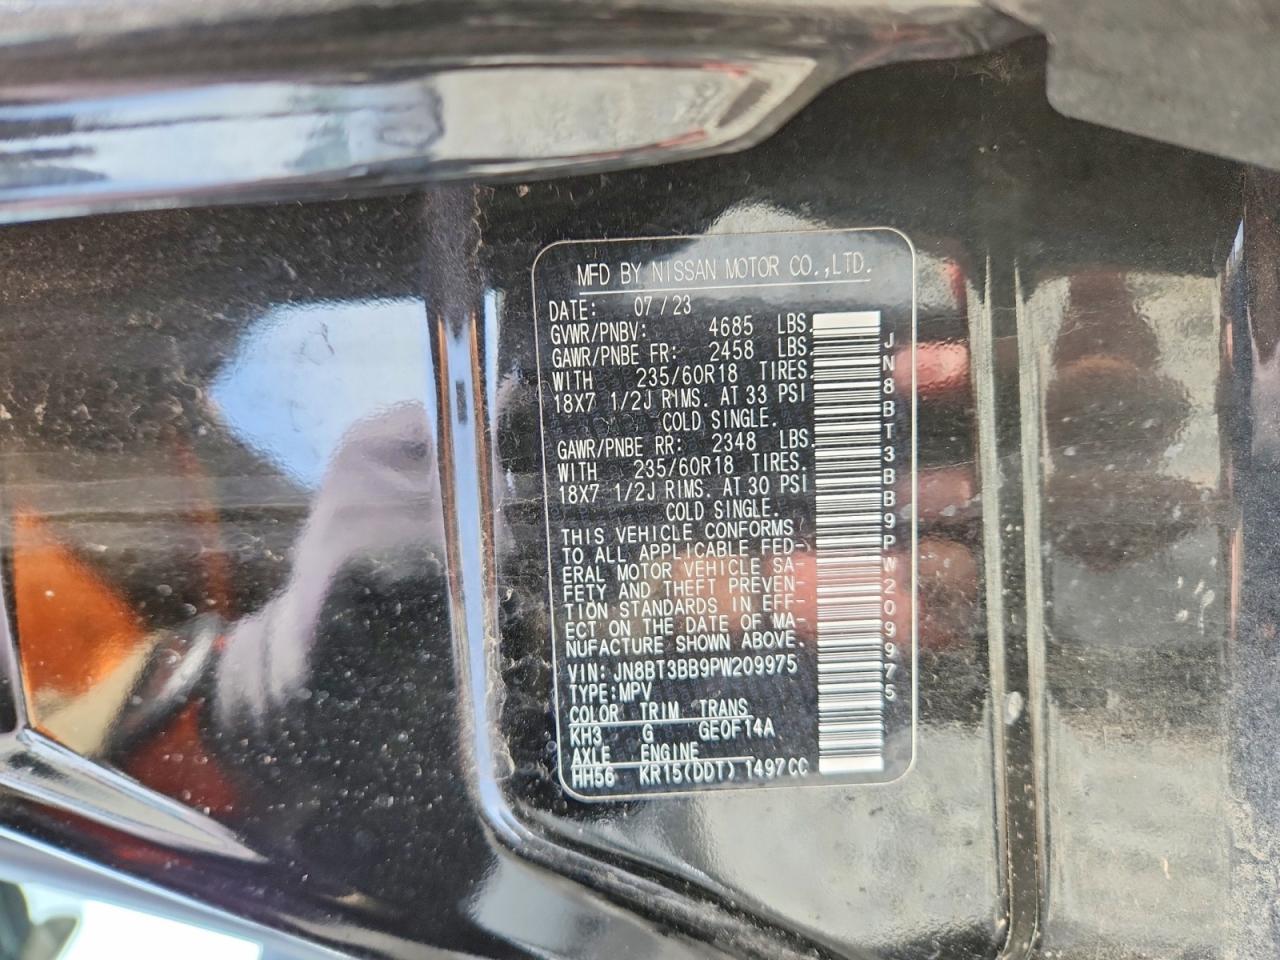 MFD BY NISSAN MOTOR CO.,LTD.
DATE: 07/23
GVWR/PNBV: 4685 LBS.
GAWR/PNBE FR: 2458 LBS.
WITH 235/60R18 TIRES.
18X7 1/2J RIMS. AT 33 PSI
COLD SINGLE.
GAWR/PNBE RR: 2348 LBS.
WITH 235/60R18 TIRES.
18X7 1/2J RIMS. AT 30 PSI
COLD SINGLE.
THIS VEHICLE CONFORMS
TO ALL APPLICABLE FED-
ERAL MOTOR VEHICLE SA-
FETY AND THEFT PREVEN-
TION STANDARDS IN EFF-
ECT ON THE DATE OF MA-
NUFACTURE SHOWN ABOVE.
VIN: JN8BT3BB9PW209975
TYPE:MPV
COLOR TRIM TRANS
KH3 G GE0F14A
AXLE ENGINE
HH56 KR15(DDT) 1497CC
JN8BT3BB9PW209975